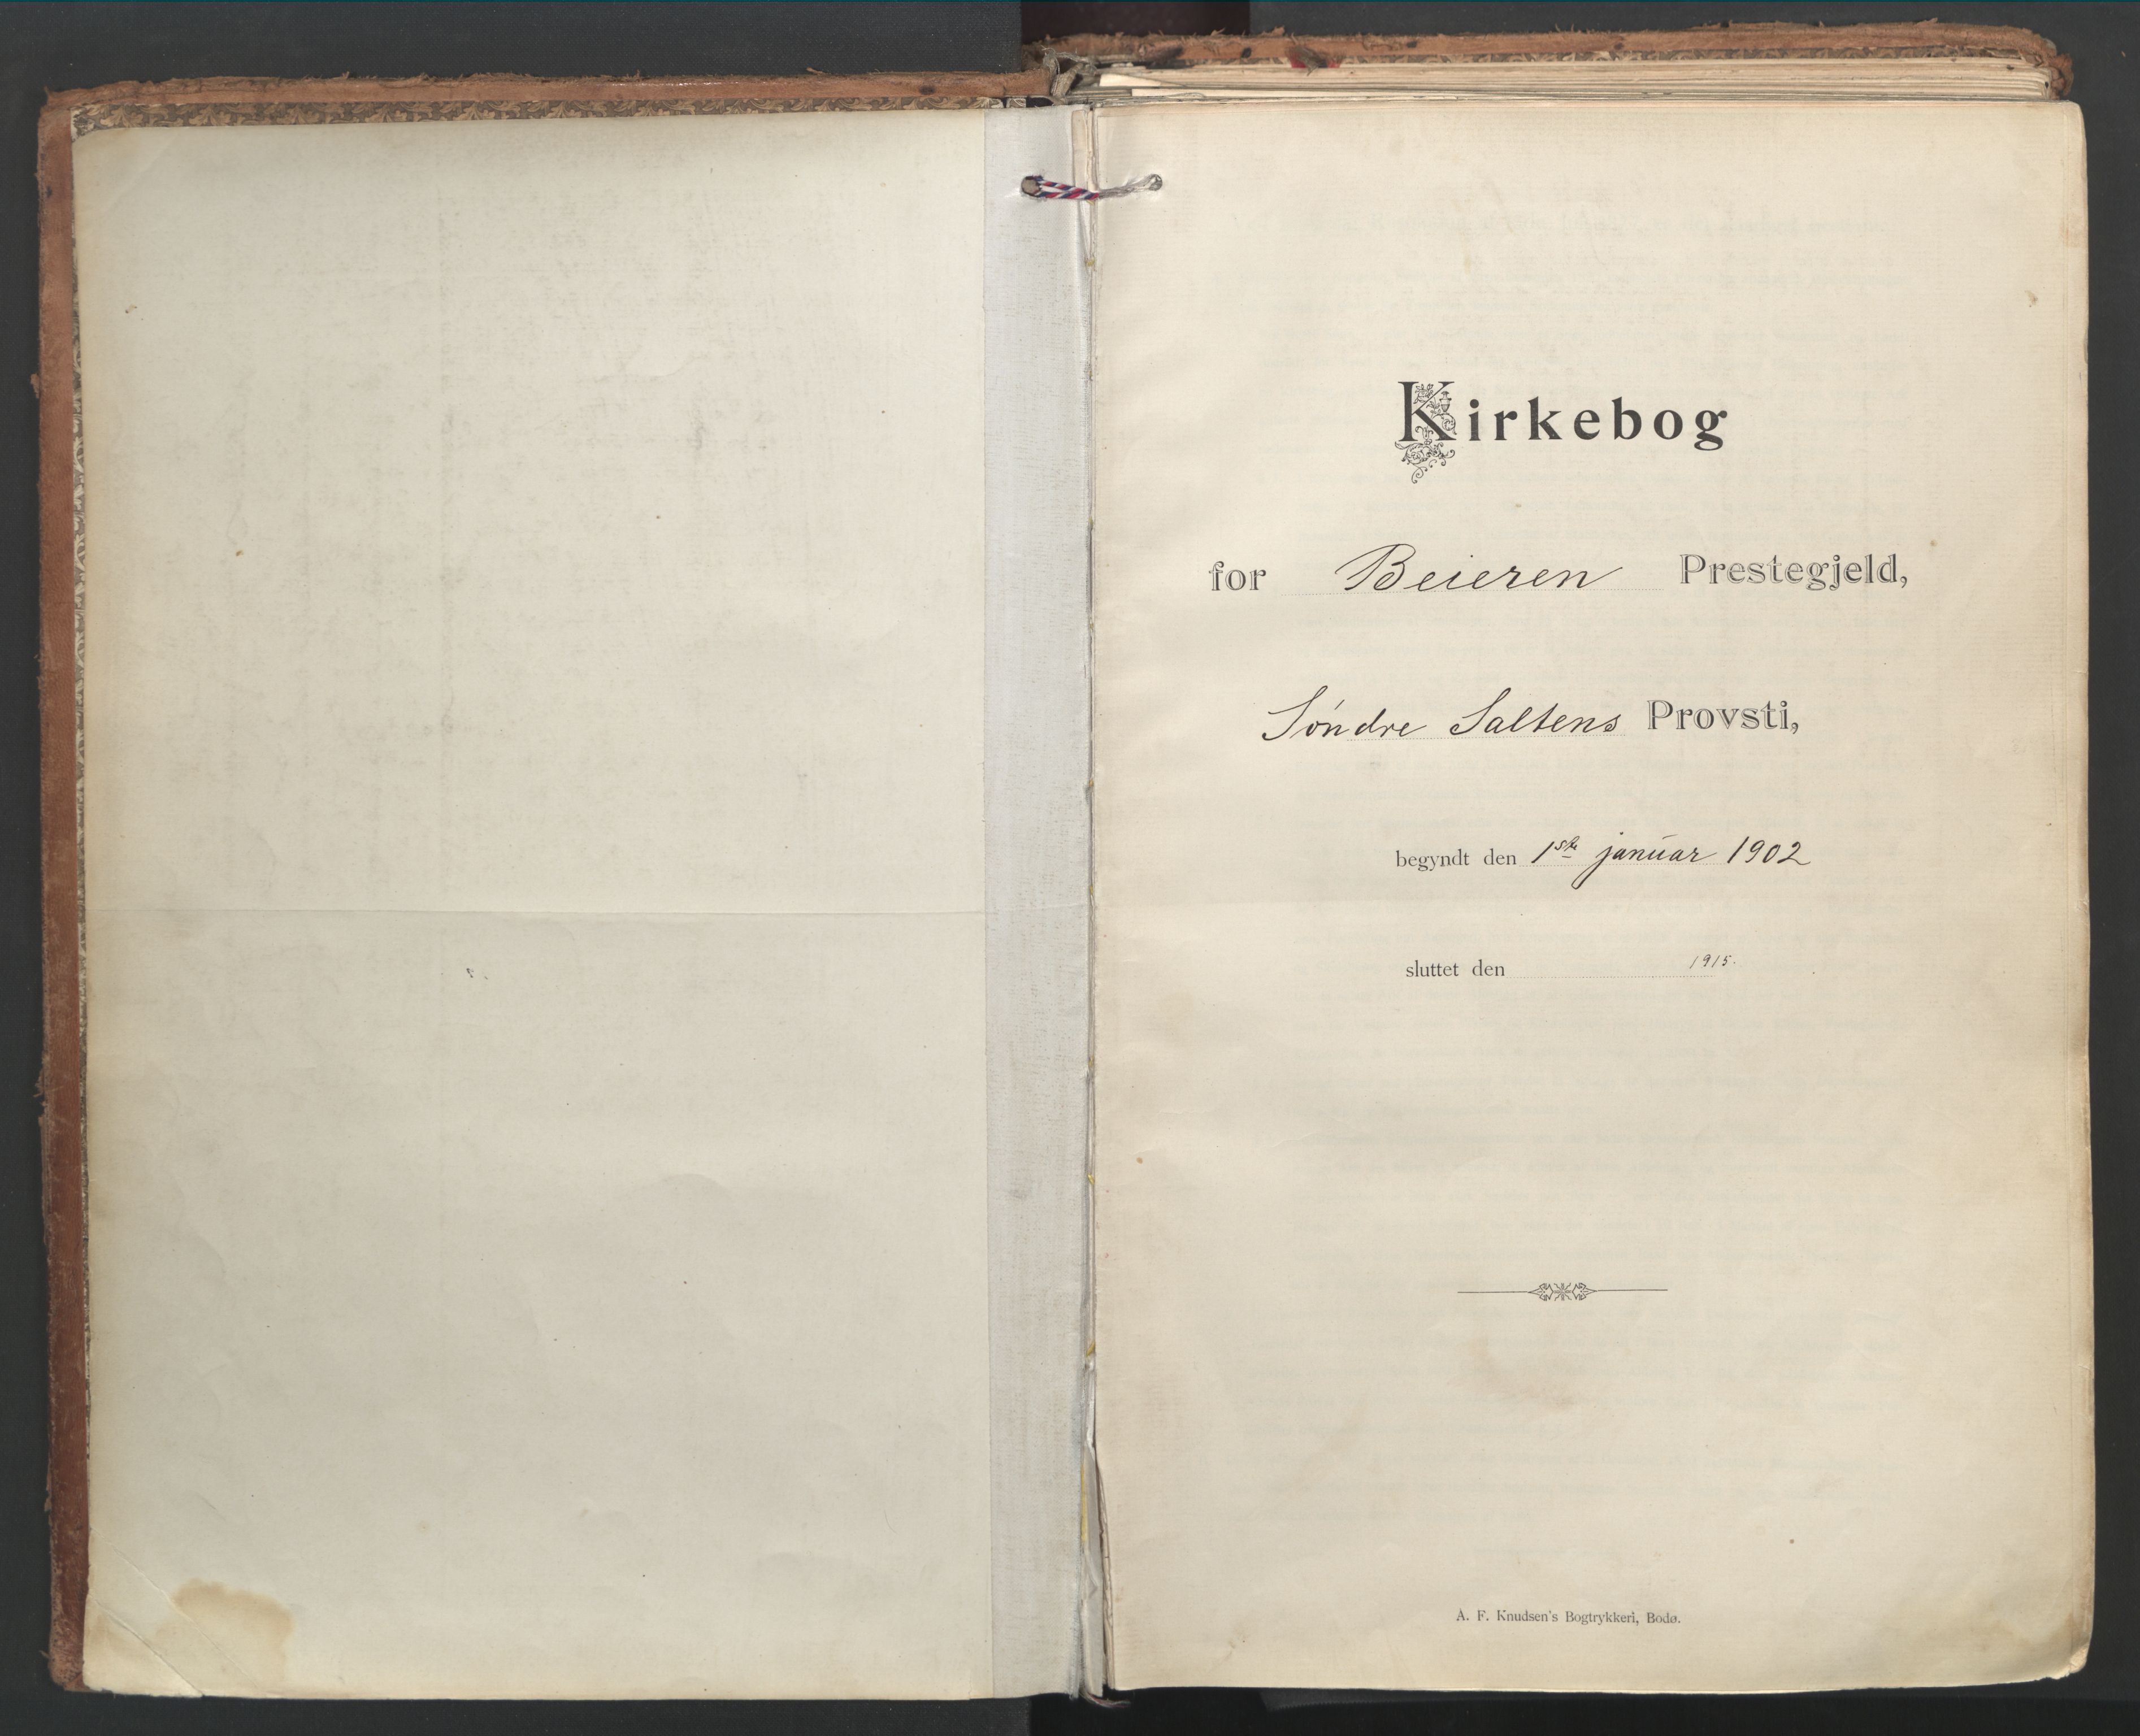 Kirkebog
for Beieren Prestegjeld,
Søndre Saltens Provsti,
begyndt den 1ste januar 1902
sluttet den 1915.
A. F. Knudsen's Bogtrykkeri, Bodø.